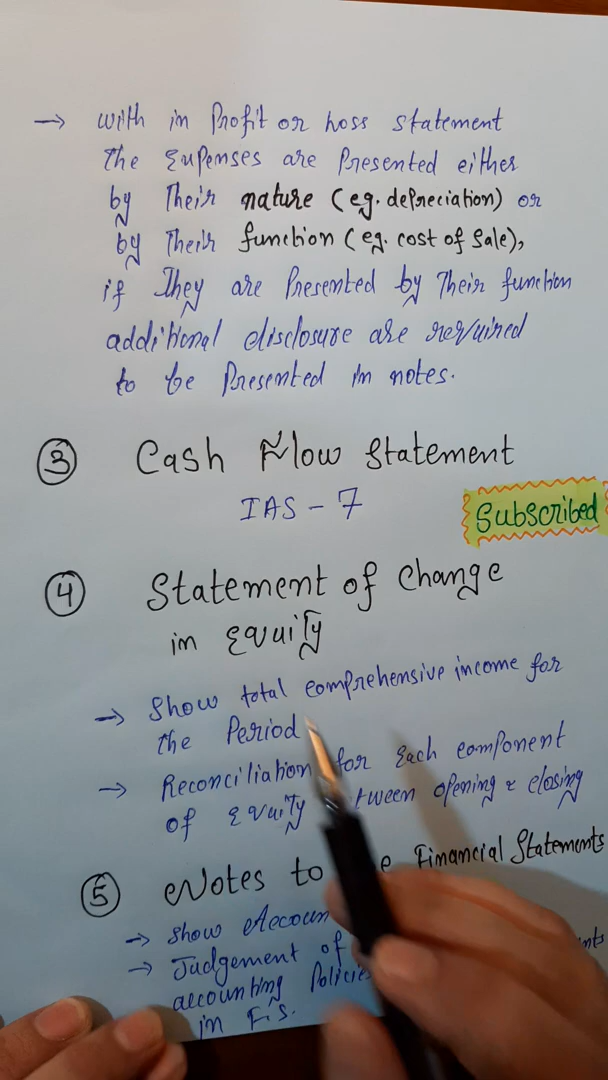 → with in Profit or Loss statement
the Expenses are Presented either
by Their nature (eg. depreciation) or
by Their function (eg. cost of sale),
if They are Presented by Their function
additional disclosure are required
to be Presented in notes.
③ Cash Flow Statement
IAS - 7
Subscribed
④ Statement of Change
in Equity
→ Show total comprehensive income for
the Period
→ Reconciliation for Each component
of Equity opening & closing
⑤ Notes to Financial Statements
→ Show
→ Judgement of
accounting Policies
in F.S.